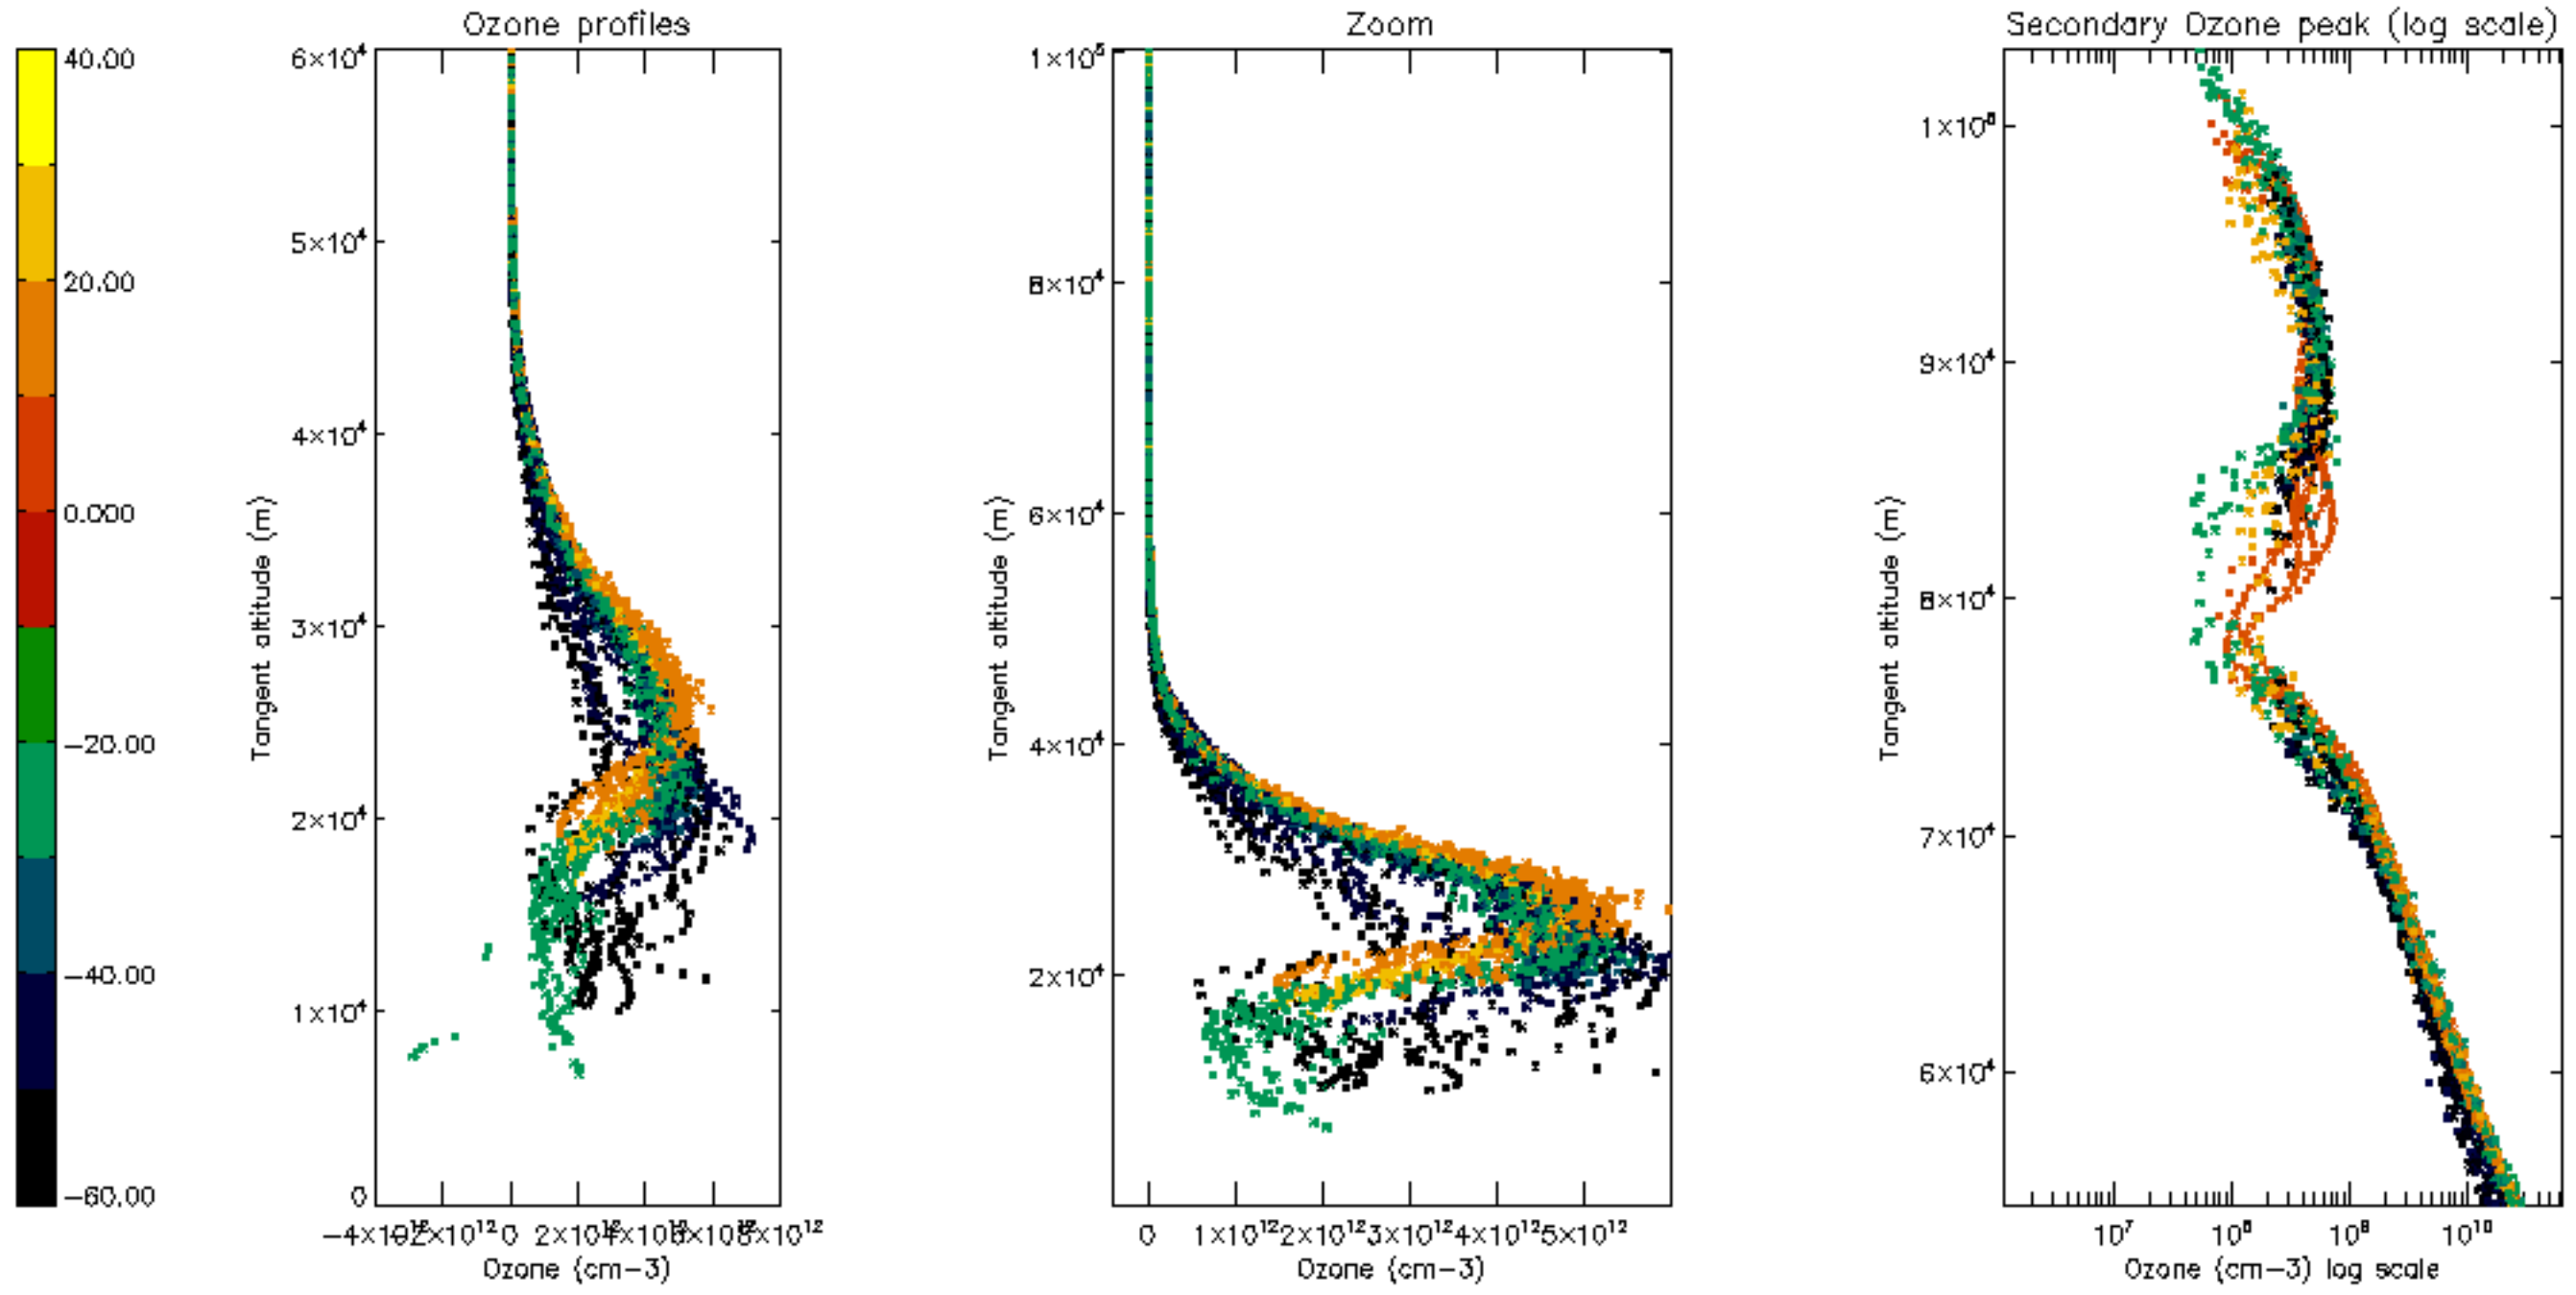 Ozone profiles
Zoom
Secondary Ozone peak (log scale)
40.00
20.00
0.000
−20.00
−40.00
−60.00
Tangent altitude (m)
6×10⁴
5×10⁴
4×10⁴
3×10⁴
2×10⁴
1×10⁴
0
0
8×10¹²
Ozone (cm−3)
Tangent altitude (m)
1×10⁵
8×10⁴
6×10⁴
4×10⁴
2×10⁴
0 1×10¹² 2×10¹² 3×10¹² 4×10¹² 5×10¹²
Ozone (cm−3)
Tangent altitude (m)
1×10⁵
9×10⁴
8×10⁴
7×10⁴
6×10⁴
10⁷ 10⁸ 10⁹ 10¹⁰
Ozone (cm−3) log scale